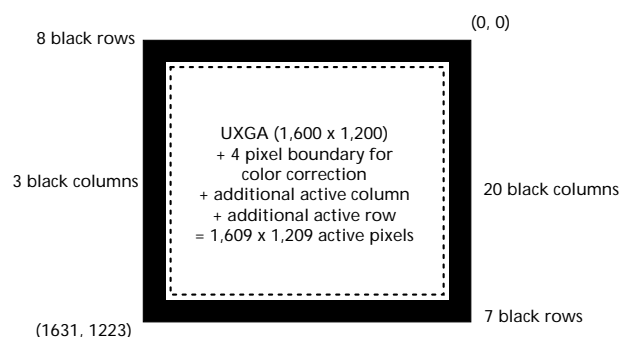 (0, 0)
8 black rows
UXGA (1,600 x 1,200)
+ 4 pixel boundary for
color correction
+ additional active column
+ additional active row
= 1,609 x 1,209 active pixels
3 black columns
20 black columns
7 black rows
(1631, 1223)